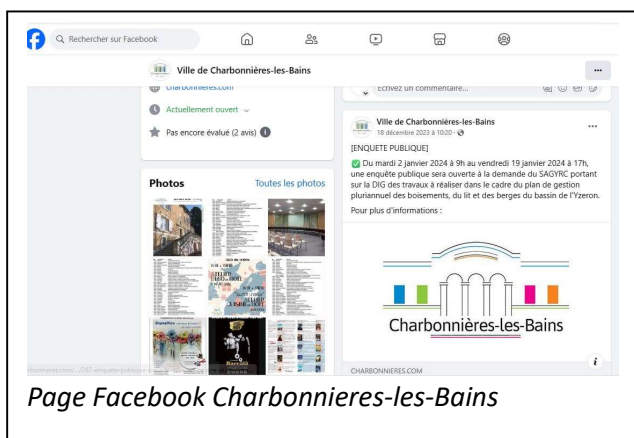 Rechercher sur Facebook
Ville de Charbonnières-les-Bains
charbonnieres.com
Actuellement ouvert
Pas encore évalué (2 avis)
Photos
Toutes les photos
Ecrivez un commentaire...
Ville de Charbonnières-les-Bains
18 décembre 2023 à 10:20
[ENQUETE PUBLIQUE]
Du mardi 2 janvier 2024 à 9h au vendredi 19 janvier 2024 à 17h,
une enquête publique sera ouverte à la demande du SAGYRC portant
sur la DIG des travaux à réaliser dans le cadre du plan de gestion
pluriannuel des boisements, du lit et des berges du bassin de l'Yzeron.
Pour plus d'informations :
Charbonnières-les-Bains
CHARBONNIERES.COM
Page Facebook Charbonnieres-les-Bains